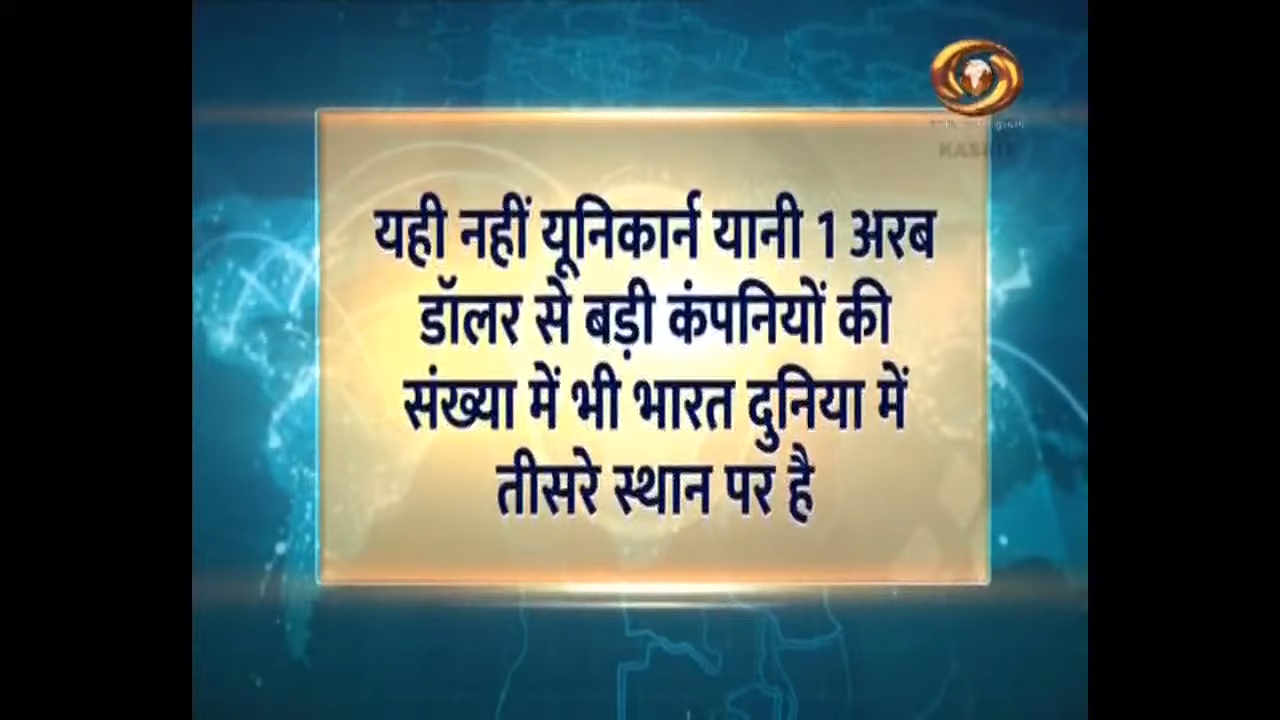 यही नहीं यूनिकार्न यानी 1 अरब
डॉलर से बड़ी कंपनियों की
संख्या में भी भारत दुनिया में
तीसरे स्थान पर है